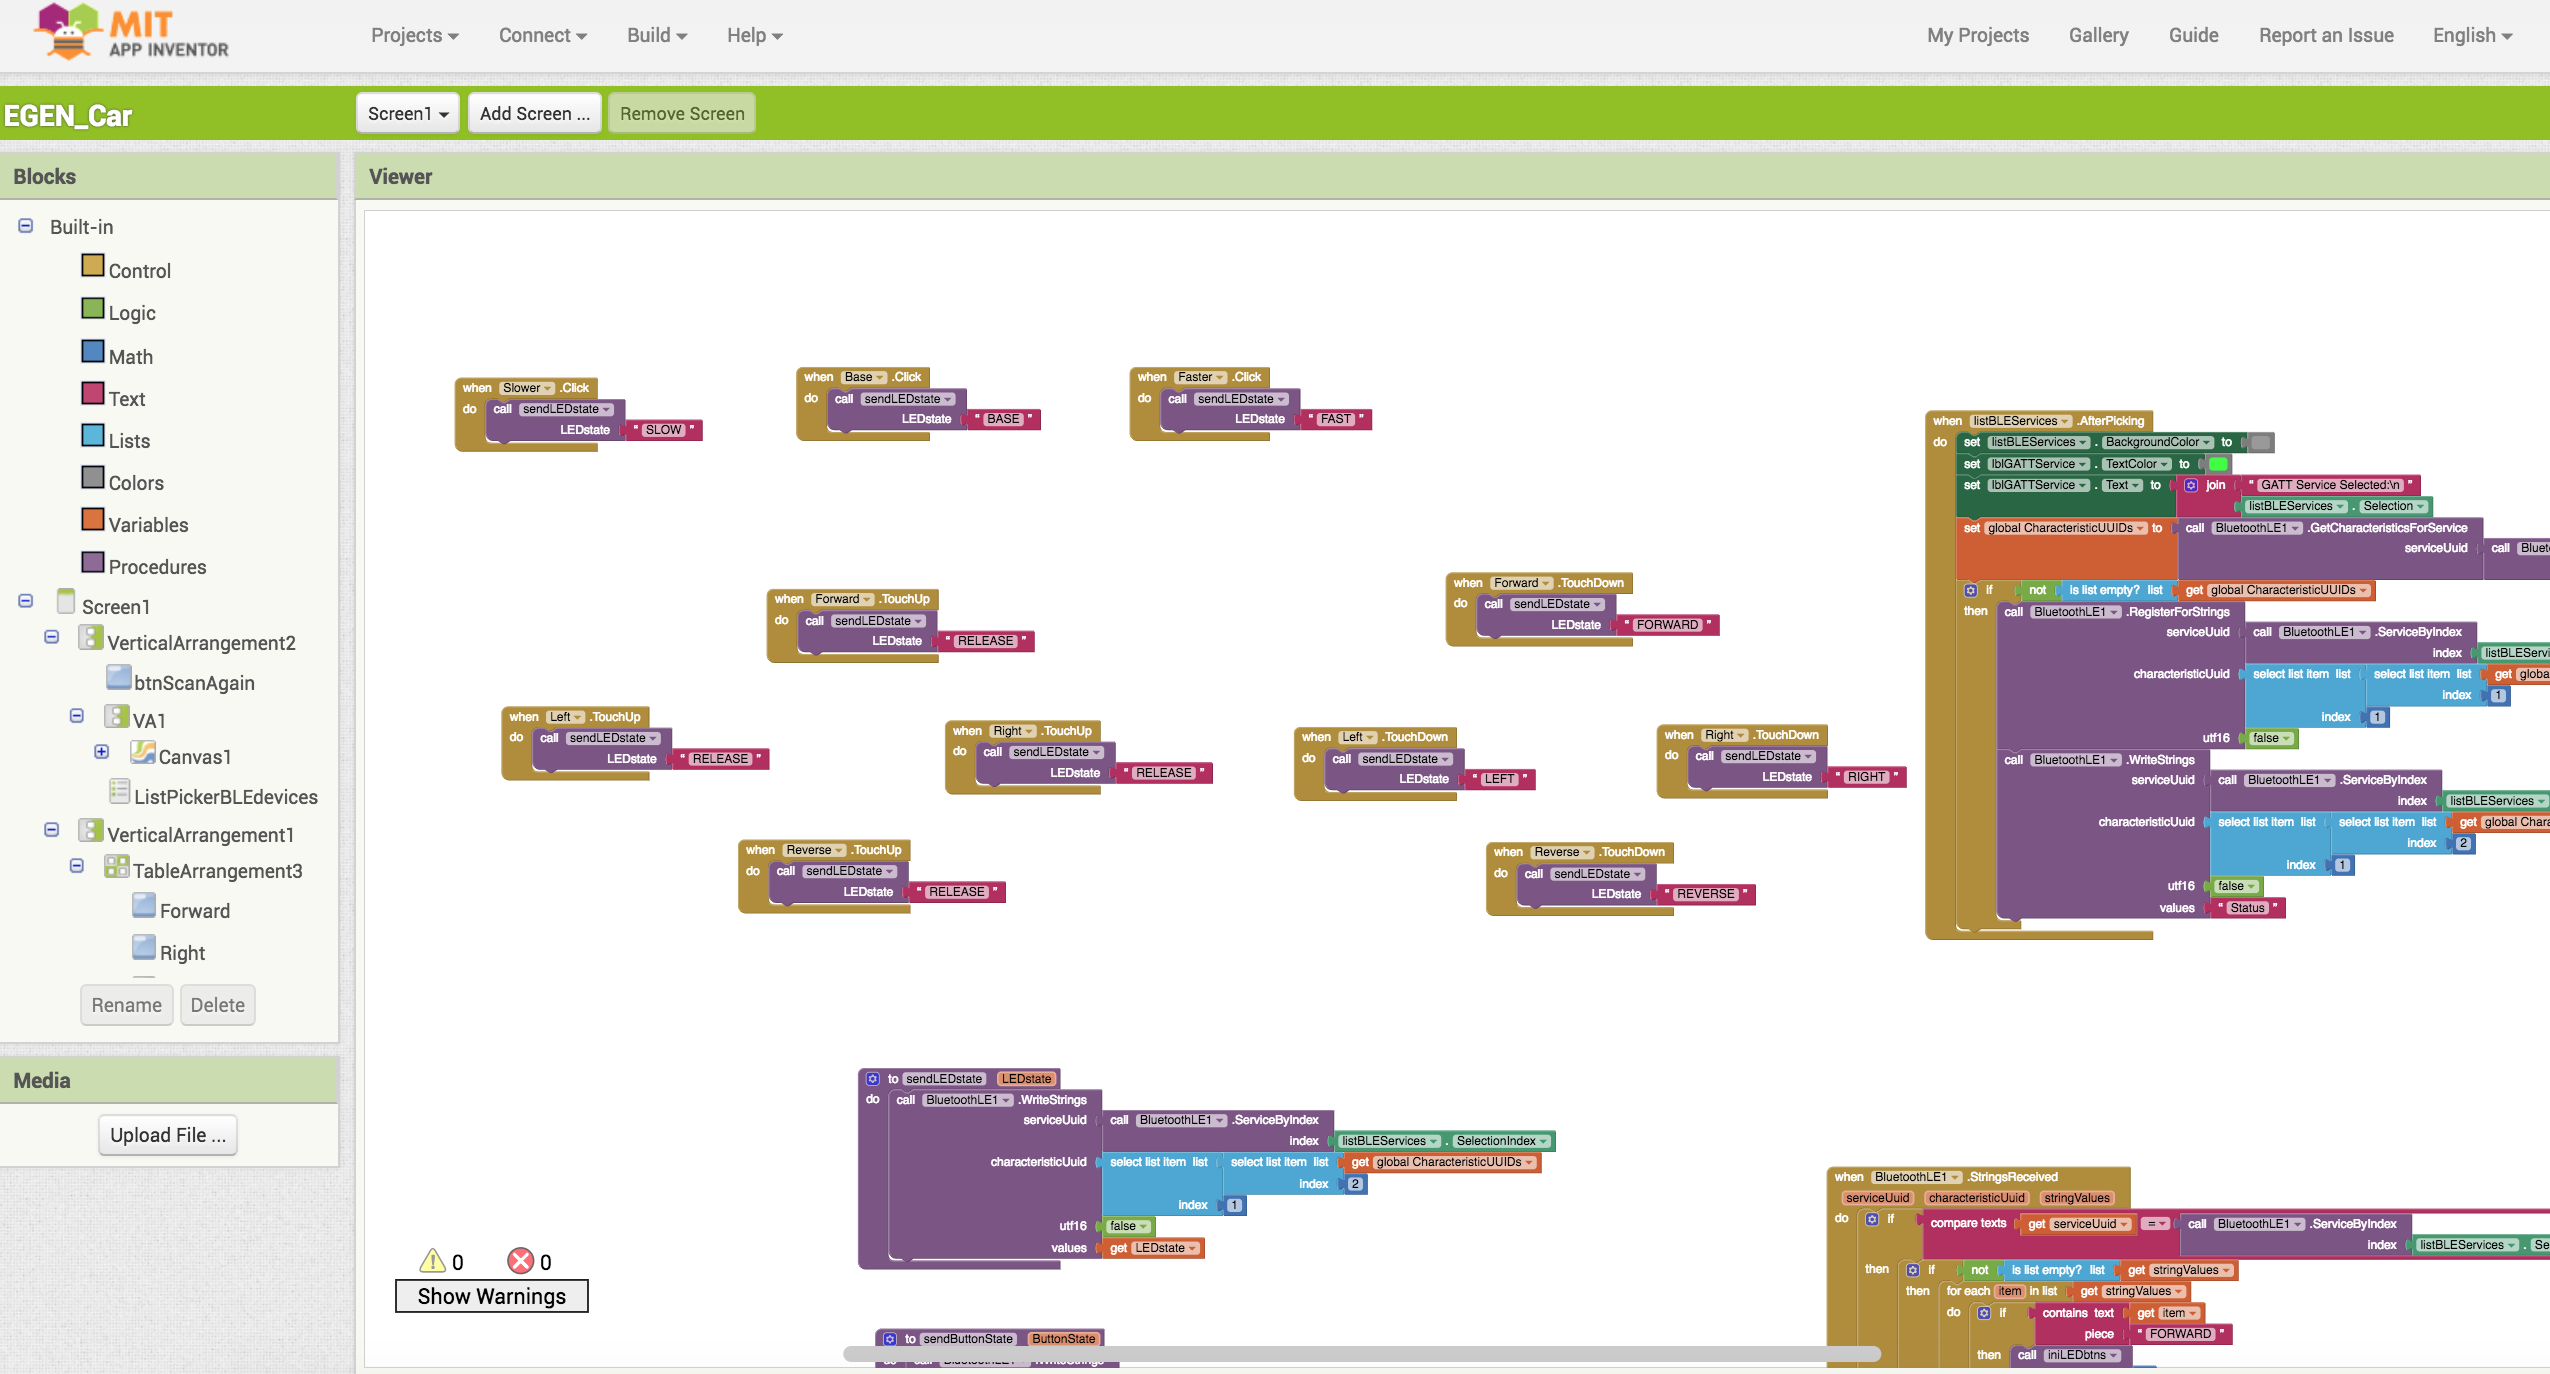 MIT
APP INVENTOR
Projects Connect Build Help My Projects Gallery Guide Report an Issue English
EGEN_Car Screen1 Add Screen ... Remove Screen
Blocks
Built-in
Control
Logic
Math
Text
Lists
Colors
Variables
Procedures
Screen1
VerticalArrangement2
btnScanAgain
VA1
Canvas1
ListPickerBLEdevices
VerticalArrangement1
TableArrangement3
Forward
Right
Rename Delete
Media
Upload File ...
Viewer
when Slower .Click
do call sendLEDstate
LEDstate " SLOW "
when Base .Click
do call sendLEDstate
LEDstate " BASE "
when Faster .Click
do call sendLEDstate
LEDstate " FAST "
when Forward .TouchUp
do call sendLEDstate
LEDstate " RELEASE "
when Forward .TouchDown
do call sendLEDstate
LEDstate " FORWARD "
when Left .TouchUp
do call sendLEDstate
LEDstate " RELEASE "
when Right .TouchUp
do call sendLEDstate
LEDstate " RELEASE "
when Left .TouchDown
do call sendLEDstate
LEDstate " LEFT "
when Right .TouchDown
do call sendLEDstate
LEDstate " RIGHT "
when Reverse .TouchUp
do call sendLEDstate
LEDstate " RELEASE "
when Reverse .TouchDown
do call sendLEDstate
LEDstate " REVERSE "
when listBLEServices .AfterPicking
do set listBLEServices . BackgroundColor to
set lblGATTService . TextColor to
set lblGATTService . Text to join " GATT Service Selected:\n "
listBLEServices . Selection
set global CharacteristicUUIDs to call BluetoothLE1 .GetCharacteristicsForService
serviceUuid call Bluet
if not is list empty? list get global CharacteristicUUIDs
then call BluetoothLE1 .RegisterForStrings
serviceUuid call BluetoothLE1 .ServiceByIndex
index listBLEServi
characteristicUuid select list item list select list item list get globa
index 1
index 1
utf16 false
call BluetoothLE1 .WriteStrings
serviceUuid call BluetoothLE1 .ServiceByIndex
index listBLEServices
characteristicUuid select list item list select list item list get global Chara
index 2
index 1
utf16 false
values " Status "
to sendLEDstate LEDstate
do call BluetoothLE1 .WriteStrings
serviceUuid call BluetoothLE1 .ServiceByIndex
index listBLEServices . SelectionIndex
characteristicUuid select list item list select list item list get global CharacteristicUUIDs
index 2
index 1
utf16 false
values get LEDstate
0 0
Show Warnings
to sendButtonState ButtonState
when BluetoothLE1 .StringsReceived
serviceUuid characteristicUuid stringValues
do if compare texts get serviceUuid = call BluetoothLE1 .ServiceByIndex
index listBLEServices . Se
then if not is list empty? list get stringValues
then for each item in list get stringValues
do if contains text get item
piece " FORWARD "
then call iniLEDbtns